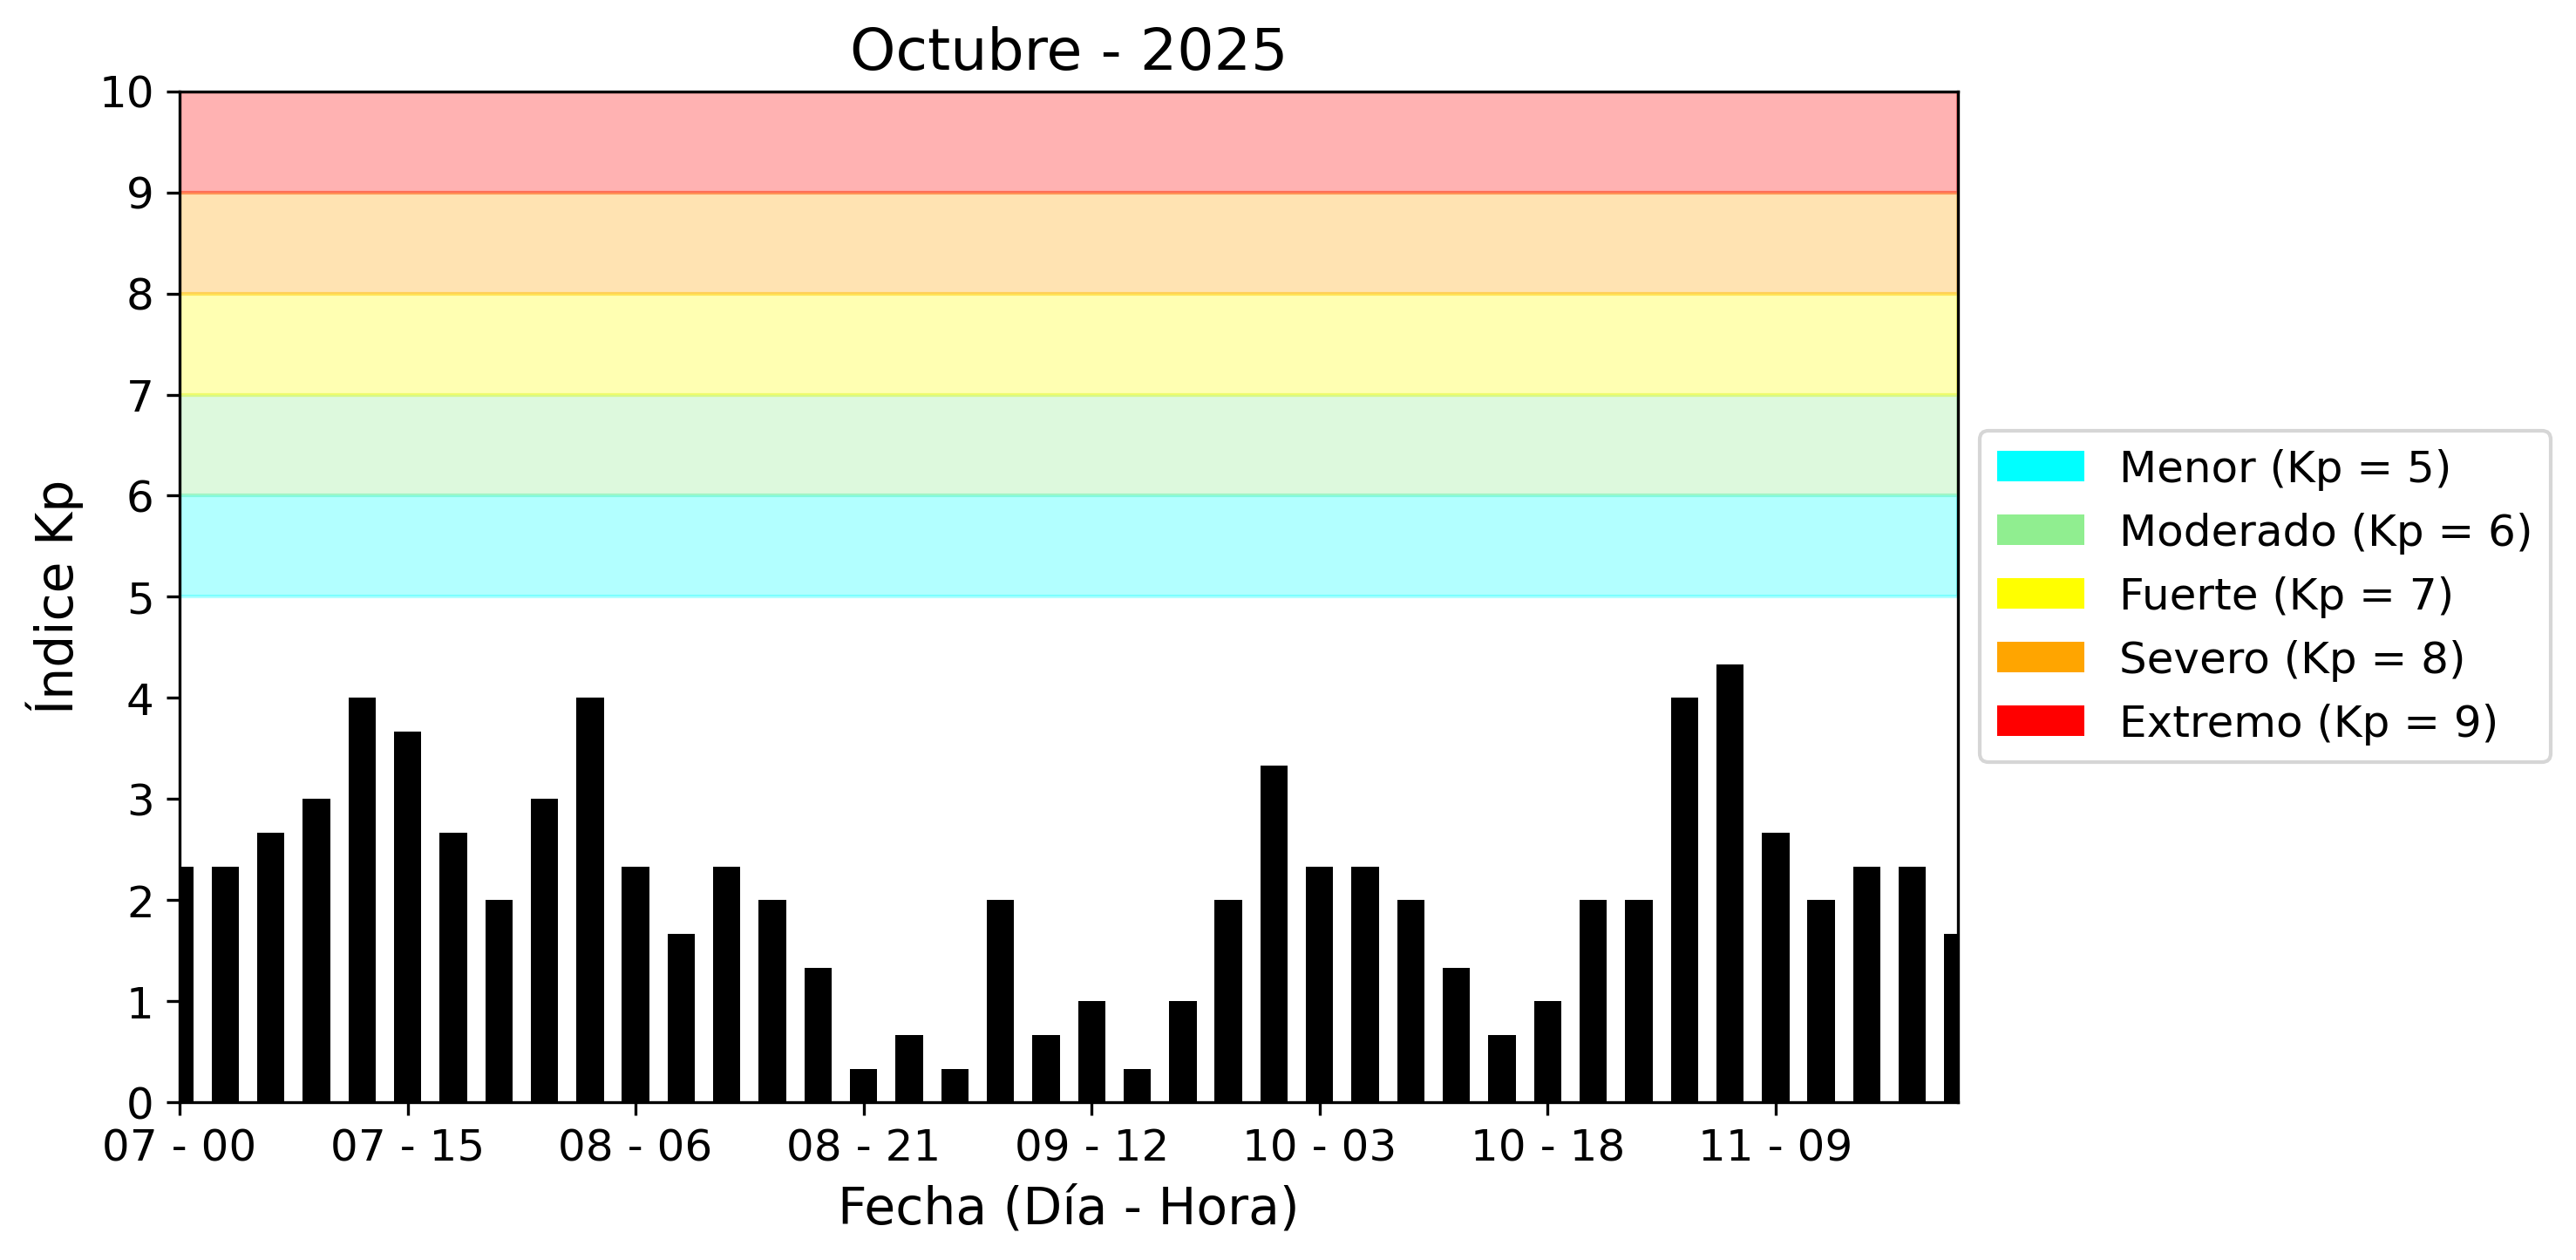 Octubre - 2025
Índice Kp
10
9
8
7
6
5
4
3
2
1
0
07 - 00
07 - 15
08 - 06
08 - 21
09 - 12
10 - 03
10 - 18
11 - 09
Fecha (Día - Hora)
Menor (Kp = 5)
Moderado (Kp = 6)
Fuerte (Kp = 7)
Severo (Kp = 8)
Extremo (Kp = 9)